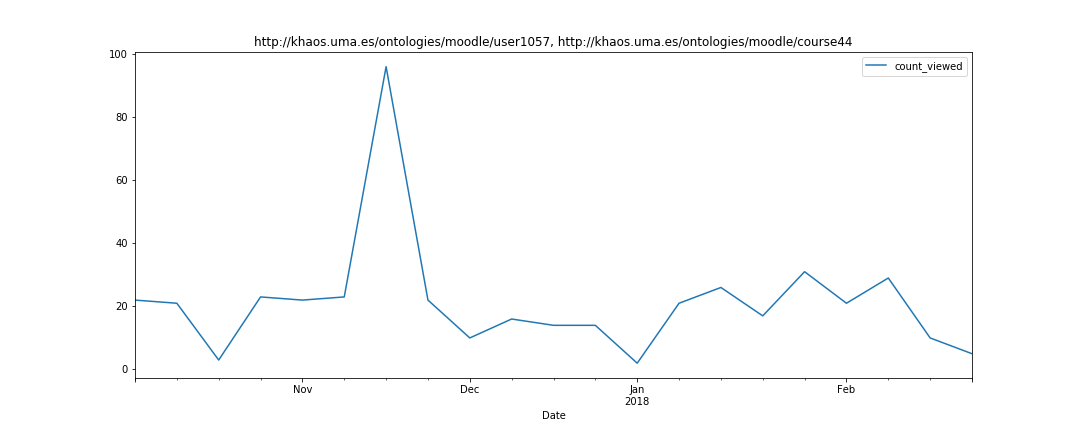 http://khaos.uma.es/ontologies/moodle/user1057, http://khaos.uma.es/ontologies/moodle/course44
count_viewed
100
80
60
40
20
0
Nov
Dec
Jan
2018
Feb
Date